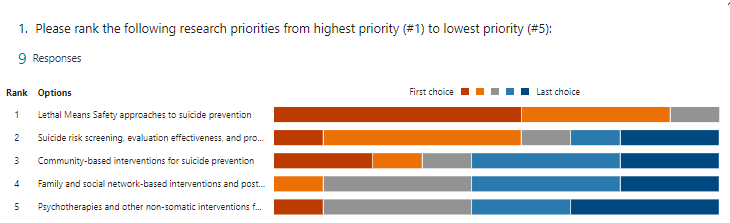 1. Please rank the following research priorities from highest priority (#1) to lowest priority (#5):
9 Responses
Rank Options First choice Last choice
1 Lethal Means Safety approaches to suicide prevention
2 Suicide risk screening, evaluation effectiveness, and pro...
3 Community-based interventions for suicide prevention
4 Family and social network-based interventions and post...
5 Psychotherapies and other non-somatic interventions f...